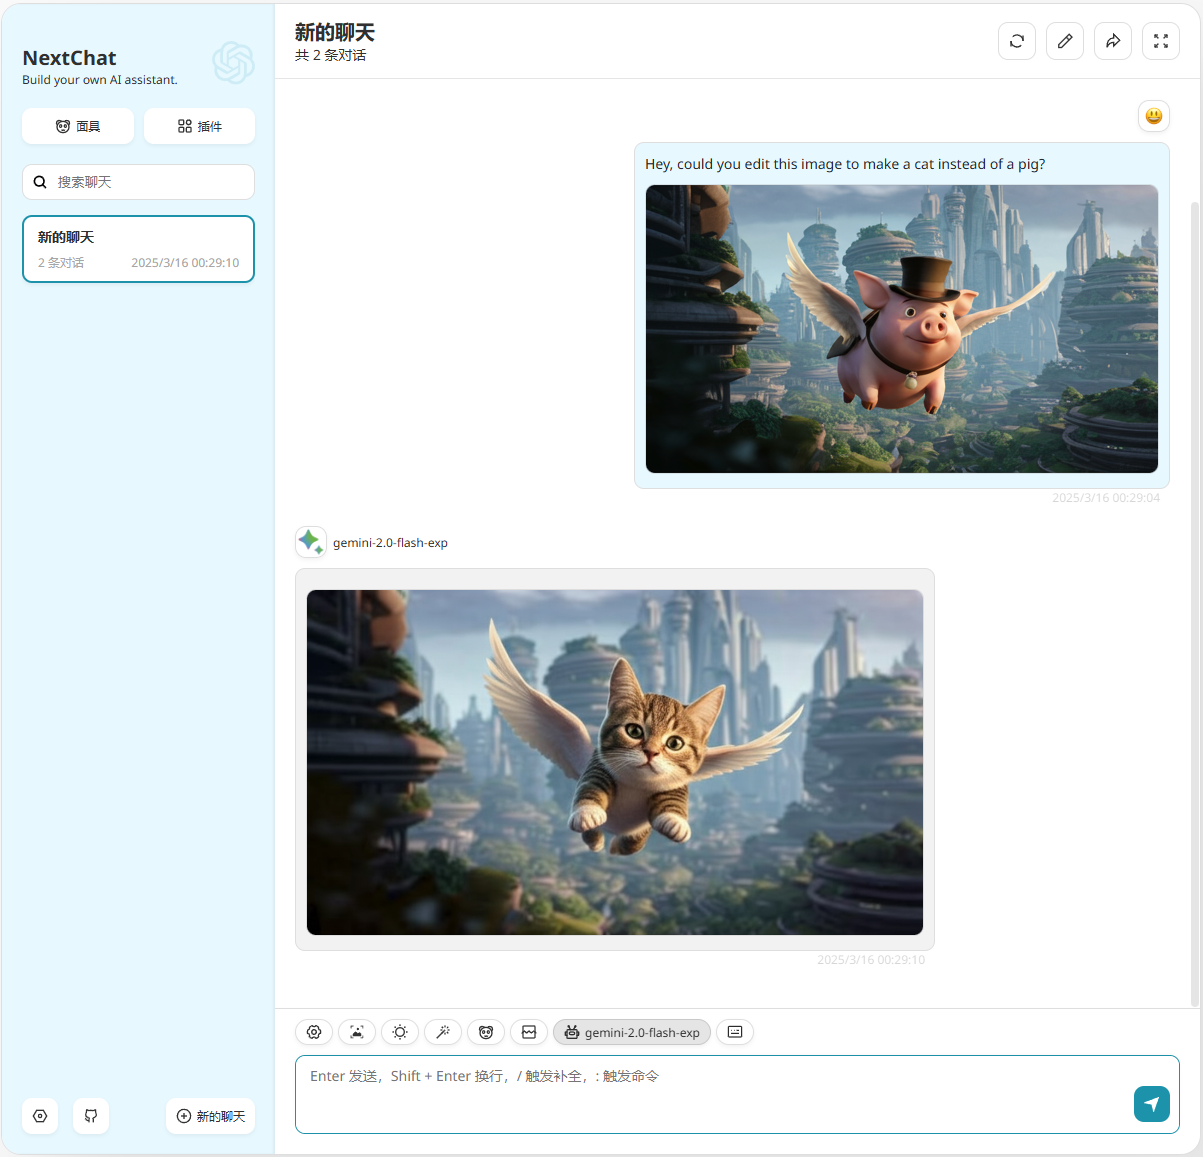 NextChat
Build your own AI assistant.
面具
插件
搜索聊天
新的聊天
2 条对话
2025/3/16 00:29:10
新的聊天
新的聊天
共 2 条对话
Hey, could you edit this image to make a cat instead of a pig?
2025/3/16 00:29:04
gemini-2.0-flash-exp
2025/3/16 00:29:10
gemini-2.0-flash-exp
Enter 发送，Shift + Enter 换行，/ 触发补全，: 触发命令